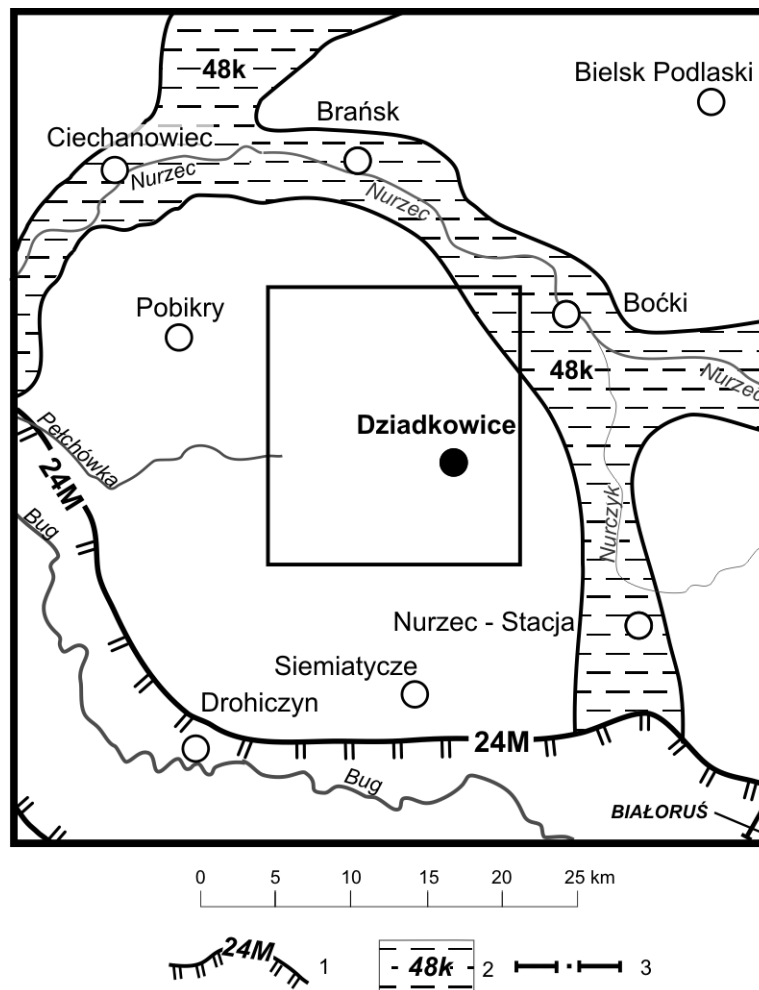 48k
Bielsk Podlaski
Brańsk
Ciechanowiec
Nurzec
Nurzec
Pobikry
Boćki
48k
Nurzec
Dziadkowice
Pełchówka
24M
Bug
Nurczyk
Nurzec - Stacja
Siemiatycze
Drohiczyn
24M
Bug
BIAŁORUŚ
0 5 10 15 20 25 km
24M 1 48k 2 3